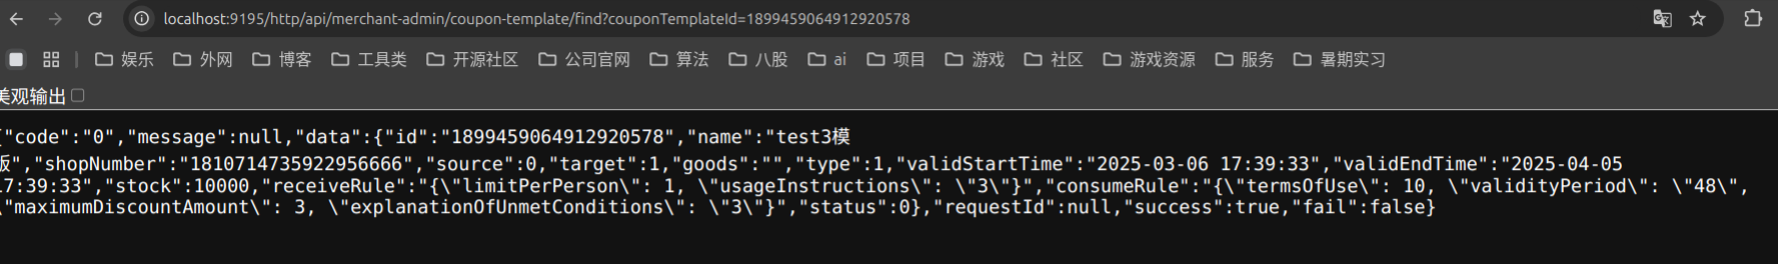 localhost:9195/http/api/merchant-admin/coupon-template/find?couponTemplateId=1899459064912920578
娱乐 外网 博客 工具类 开源社区 公司官网 算法 八股 ai 项目 游戏 社区 游戏资源 服务 暑期实习
美观输出
{"code":"0","message":null,"data":{"id":"1899459064912920578","name":"test3模
版","shopNumber":"1810714735922956666","source":0,"target":1,"goods":"","type":1,"validStartTime":"2025-03-06 17:39:33","validEndTime":"2025-04-05
17:39:33","stock":10000,"receiveRule":"{\"limitPerPerson\": 1, \"usageInstructions\": \"3\"}","consumeRule":"{\"termsOfUse\": 10, \"validityPeriod\": \"48\",
\"maximumDiscountAmount\": 3, \"explanationOfUnmetConditions\": \"3\"}","status":0},"requestId":null,"success":true,"fail":false}